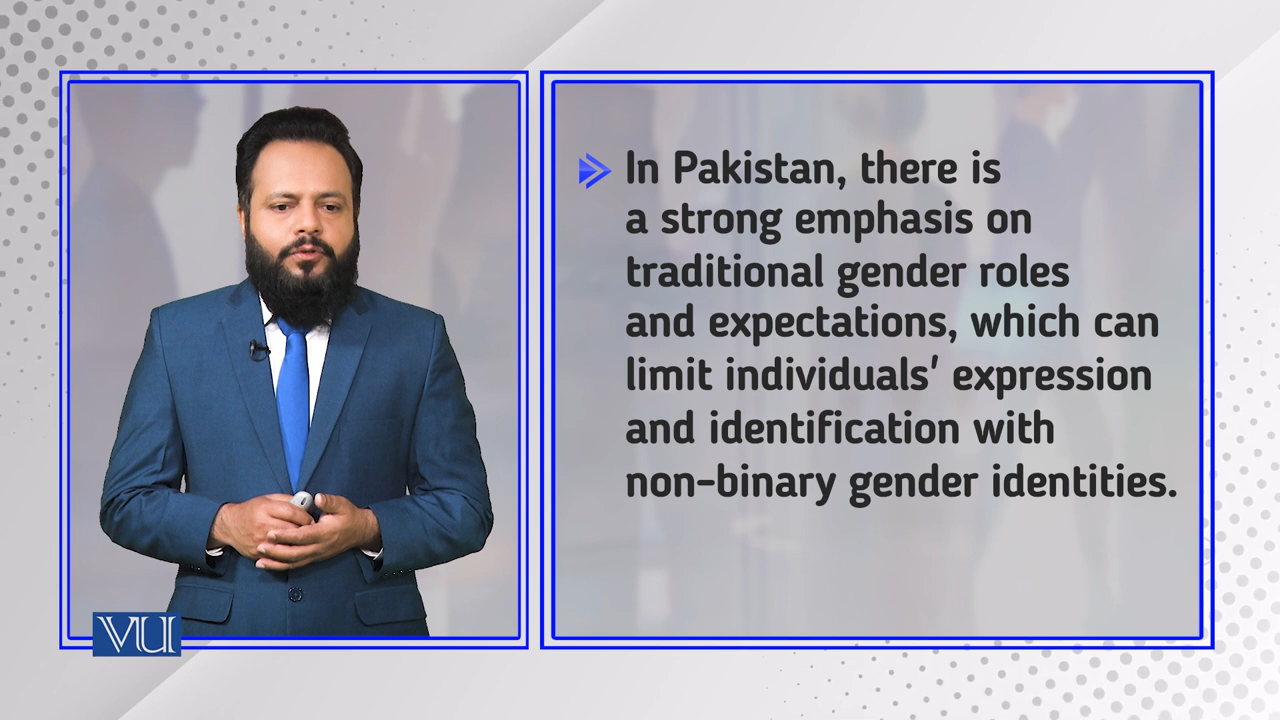 In Pakistan, there is
a strong emphasis on
traditional gender roles
and expectations, which can
limit individuals' expression
and identification with
non-binary gender identities.
VU